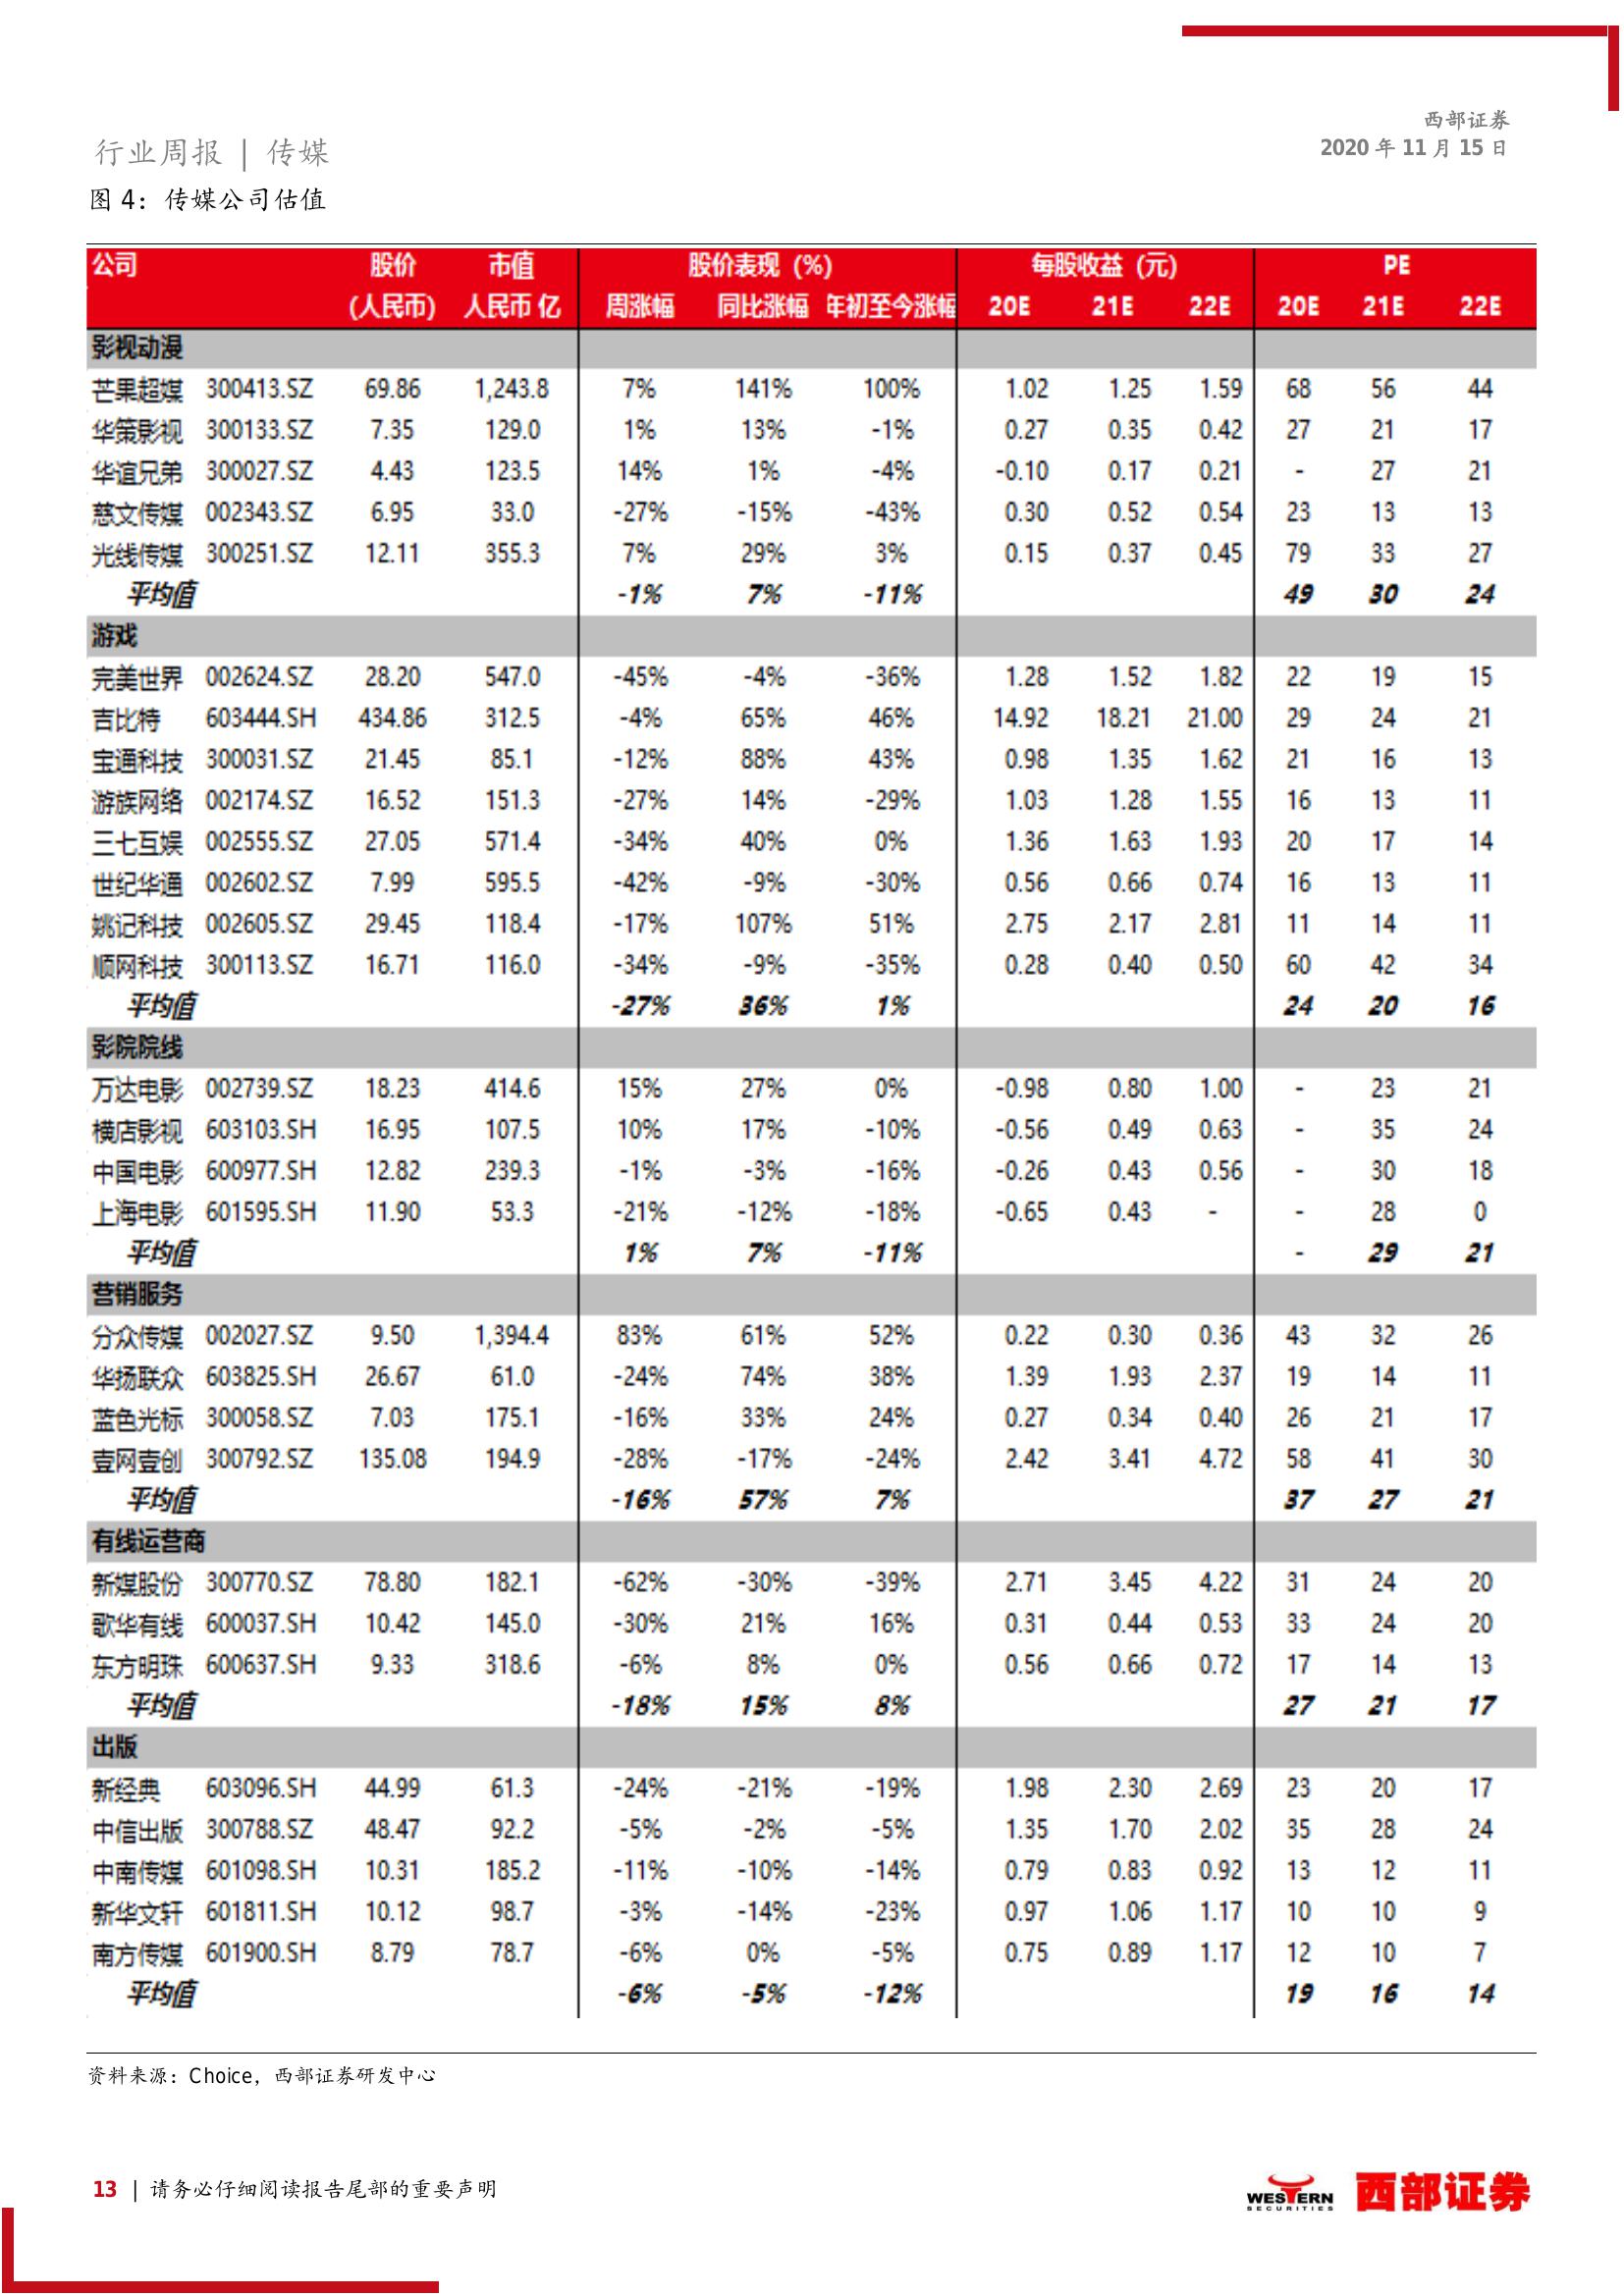 西部证券
2020 年 11 月 15 日
行业周报 | 传媒
图 4：传媒公司估值
公司 股价 市值 股价表现 (%) 每股收益 (元) PE
(人民币) 人民币 亿 周涨幅 同比涨幅 年初至今涨幅 20E 21E 22E 20E 21E 22E
影视动漫
芒果超媒 300413.SZ 69.86 1,243.8 7% 141% 100% 1.02 1.25 1.59 68 56 44
华策影视 300133.SZ 7.35 129.0 1% 13% -1% 0.27 0.35 0.42 27 21 17
华谊兄弟 300027.SZ 4.43 123.5 14% 1% -4% -0.10 0.17 0.21 - 27 21
慈文传媒 002343.SZ 6.95 33.0 -27% -15% -43% 0.30 0.52 0.54 23 13 13
光线传媒 300251.SZ 12.11 355.3 7% 29% 3% 0.15 0.37 0.45 79 33 27
平均值 -1% 7% -11% 49 30 24
游戏
完美世界 002624.SZ 28.20 547.0 -45% -4% -36% 1.28 1.52 1.82 22 19 15
吉比特 603444.SH 434.86 312.5 -4% 65% 46% 14.92 18.21 21.00 29 24 21
宝通科技 300031.SZ 21.45 85.1 -12% 88% 43% 0.98 1.35 1.62 21 16 13
游族网络 002174.SZ 16.52 151.3 -27% 14% -29% 1.03 1.28 1.55 16 13 11
三七互娱 002555.SZ 27.05 571.4 -34% 40% 0% 1.36 1.63 1.93 20 17 14
世纪华通 002602.SZ 7.99 595.5 -42% -9% -30% 0.56 0.66 0.74 16 13 11
姚记科技 002605.SZ 29.45 118.4 -17% 107% 51% 2.75 2.17 2.81 11 14 11
顺网科技 300113.SZ 16.71 116.0 -34% -9% -35% 0.28 0.40 0.50 60 42 34
平均值 -27% 36% 1% 24 20 16
影院院线
万达电影 002739.SZ 18.23 414.6 15% 27% 0% -0.98 0.80 1.00 - 23 21
横店影视 603103.SH 16.95 107.5 10% 17% -10% -0.56 0.49 0.63 - 35 24
中国电影 600977.SH 12.82 239.3 -1% -3% -16% -0.26 0.43 0.56 - 30 18
上海电影 601595.SH 11.90 53.3 -21% -12% -18% -0.65 0.43 - - 28 0
平均值 1% 7% -11% - 29 21
营销服务
分众传媒 002027.SZ 9.50 1,394.4 83% 61% 52% 0.22 0.30 0.36 43 32 26
华扬联众 603825.SH 26.67 61.0 -24% 74% 38% 1.39 1.93 2.37 19 14 11
蓝色光标 300058.SZ 7.03 175.1 -16% 33% 24% 0.27 0.34 0.40 26 21 17
壹网壹创 300792.SZ 135.08 194.9 -28% -17% -24% 2.42 3.41 4.72 58 41 30
平均值 -16% 57% 7% 37 27 21
有线运营商
新媒股份 300770.SZ 78.80 182.1 -62% -30% -39% 2.71 3.45 4.22 31 24 20
歌华有线 600037.SH 10.42 145.0 -30% 21% 16% 0.31 0.44 0.53 33 24 20
东方明珠 600637.SH 9.33 318.6 -6% 8% 0% 0.56 0.66 0.72 17 14 13
平均值 -18% 15% 8% 27 21 17
出版
新经典 603096.SH 44.99 61.3 -24% -21% -19% 1.98 2.30 2.69 23 20 17
中信出版 300788.SZ 48.47 92.2 -5% -2% -5% 1.35 1.70 2.02 35 28 24
中南传媒 601098.SH 10.31 185.2 -11% -10% -14% 0.79 0.83 0.92 13 12 11
新华文轩 601811.SH 10.12 98.7 -3% -14% -23% 0.97 1.06 1.17 10 10 9
南方传媒 601900.SH 8.79 78.7 -6% 0% -5% 0.75 0.89 1.17 12 10 7
平均值 -6% -5% -12% 19 16 14
资料来源：Choice，西部证券研发中心
13 | 请务必仔细阅读报告尾部的重要声明
WESTERN
SECURITIES
西部证券